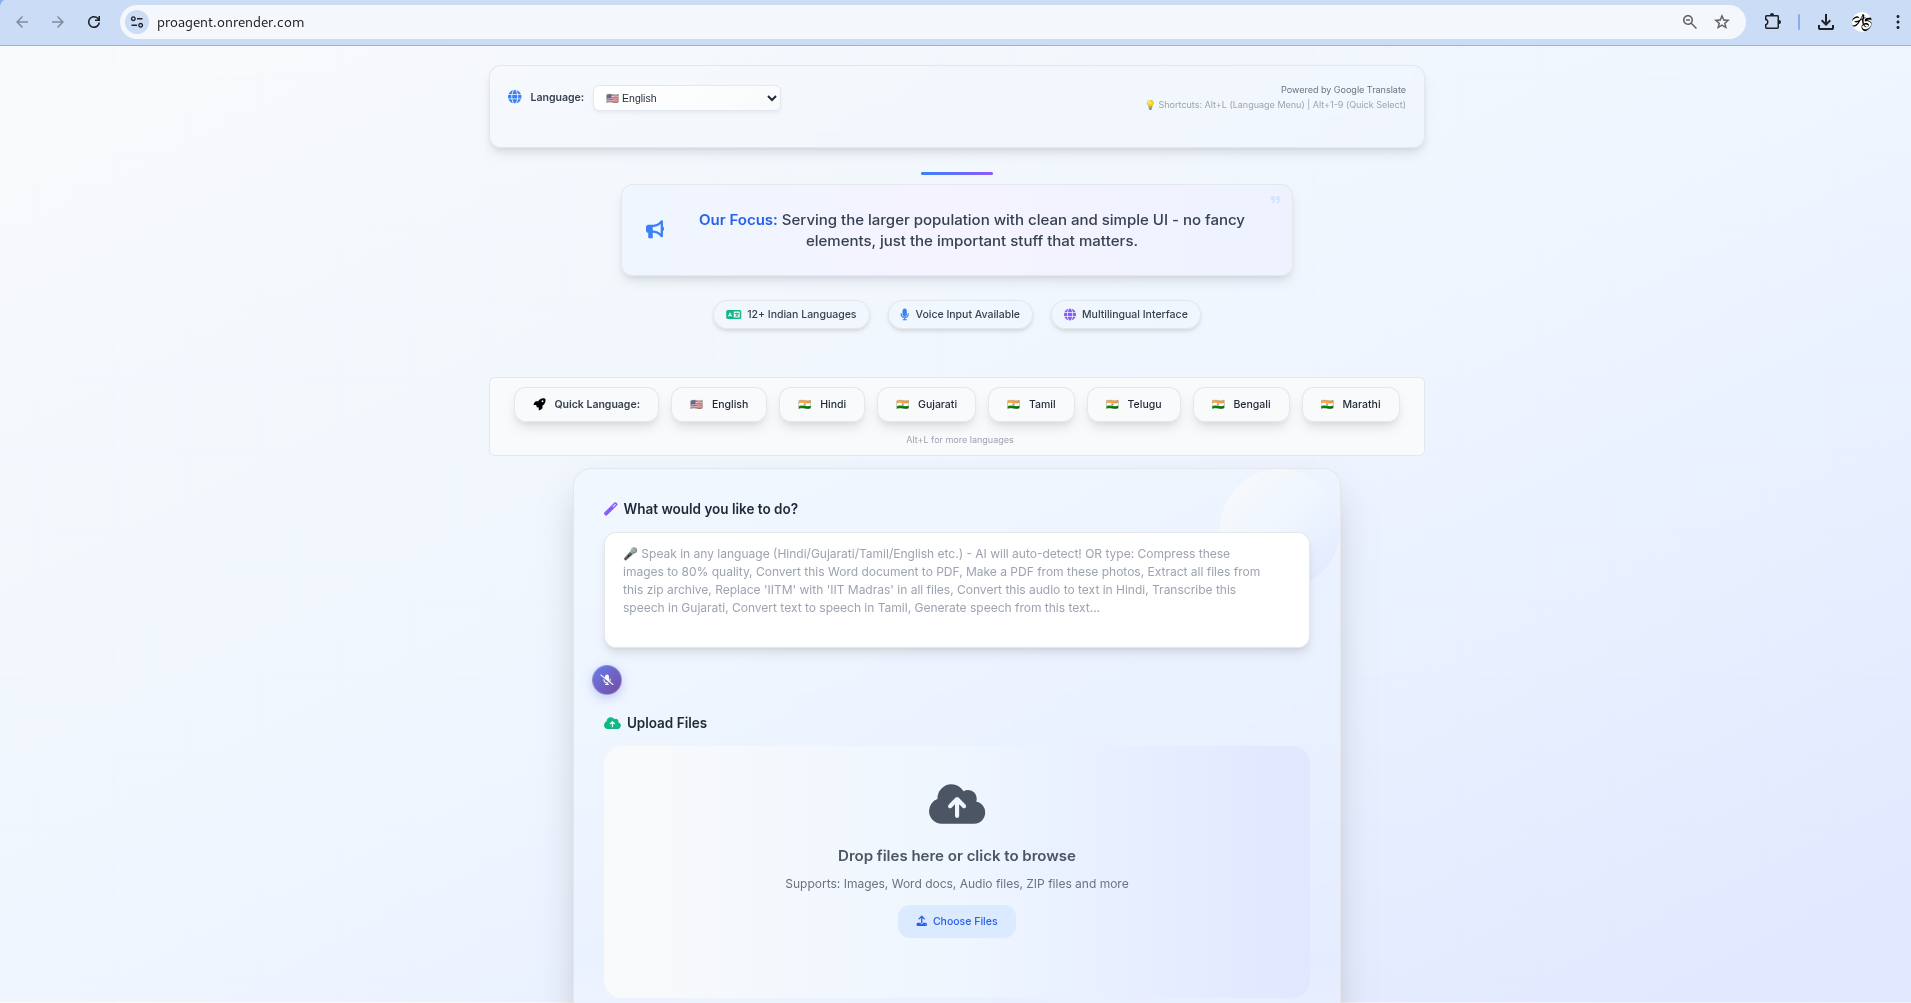 proagent.onrender.com
Language:
English
Powered by Google Translate
Shortcuts: Alt+L (Language Menu) | Alt+1-9 (Quick Select)
Our Focus: Serving the larger population with clean and simple UI - no fancy
elements, just the important stuff that matters.
12+ Indian Languages
Voice Input Available
Multilingual Interface
Quick Language:
English
Hindi
Gujarati
Tamil
Telugu
Bengali
Marathi
Alt+L for more languages
What would you like to do?
Speak in any language (Hindi/Gujarati/Tamil/English etc.) - AI will auto-detect! OR type: Compress these
images to 80% quality, Convert this Word document to PDF, Make a PDF from these photos, Extract all files from
this zip archive, Replace 'IITM' with 'IIT Madras' in all files, Convert this audio to text in Hindi, Transcribe this
speech in Gujarati, Convert text to speech in Tamil, Generate speech from this text...
Upload Files
Drop files here or click to browse
Supports: Images, Word docs, Audio files, ZIP files and more
Choose Files